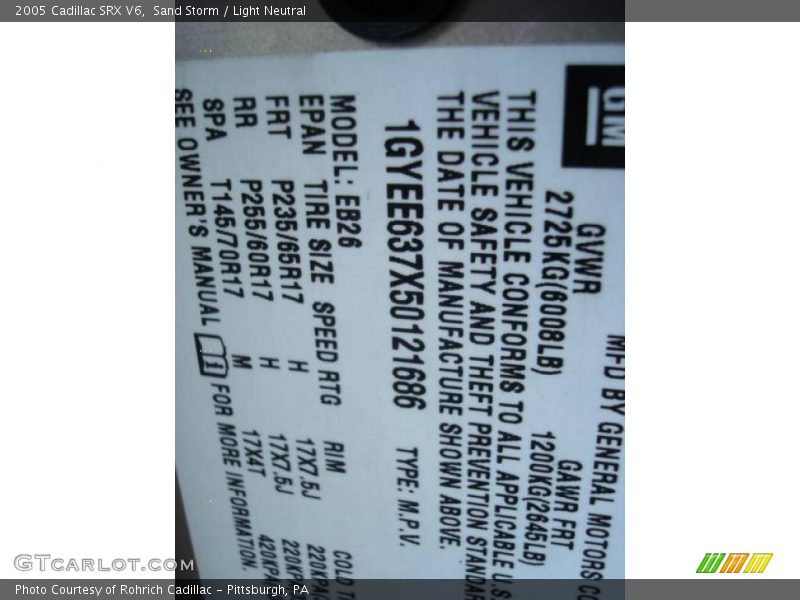 2005 Cadillac SRX V6, Sand Storm / Light Neutral
GM
MFD BY GENERAL MOTORS
GVWR GAWR FRT
2725KG(6008LB) 1200KG(2645LB)
THIS VEHICLE CONFORMS TO ALL APPLICABLE U.S.
VEHICLE SAFETY AND THEFT PREVENTION
THE DATE OF MANUFACTURE SHOWN ABOVE.
1GYEE637X50121686 TYPE: M.P.V.
MODEL: EB26
EPAN TIRE SIZE SPEED RTG RIM COLD
FRT P235/65R17 H 17X7.5J 220KPA
RR P255/60R17 H 17X7.5J 220KPA
SPA T145/70R17 M 17X4T 420KPA
SEE OWNER'S MANUAL FOR MORE INFORMATION.
GTCARLOT.COM
Photo Courtesy of Rohrich Cadillac - Pittsburgh, PA